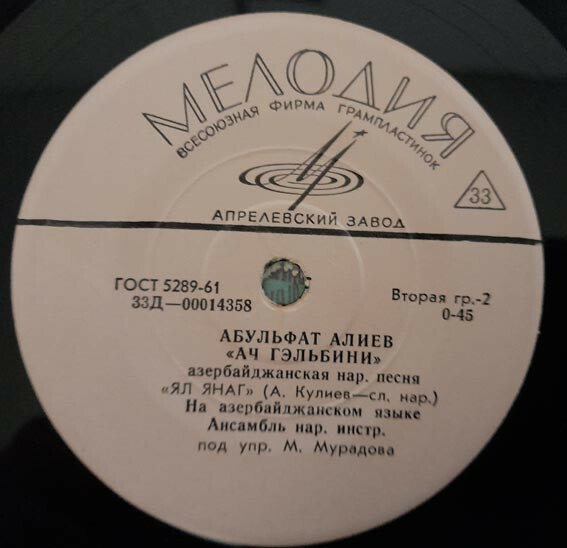 МЕЛОДИЯ
ВСЕСОЮЗНАЯ ФИРМА ГРАМПЛАСТИНОК
33
АПРЕЛЕВСКИЙ ЗАВОД
ГОСТ 5289-61
33Д—00014358
Вторая гр.-2
0-45
АБУЛЬФАТ АЛИЕВ
«АЧ ГЭЛЬБИНИ»
азербайджанская нар. песня
«ЯЛ ЯНАГ» (А. Кулиев—сл. нар.)
На азербайджанском языке
Ансамбль нар. инстр.
под упр. М. Мурадова